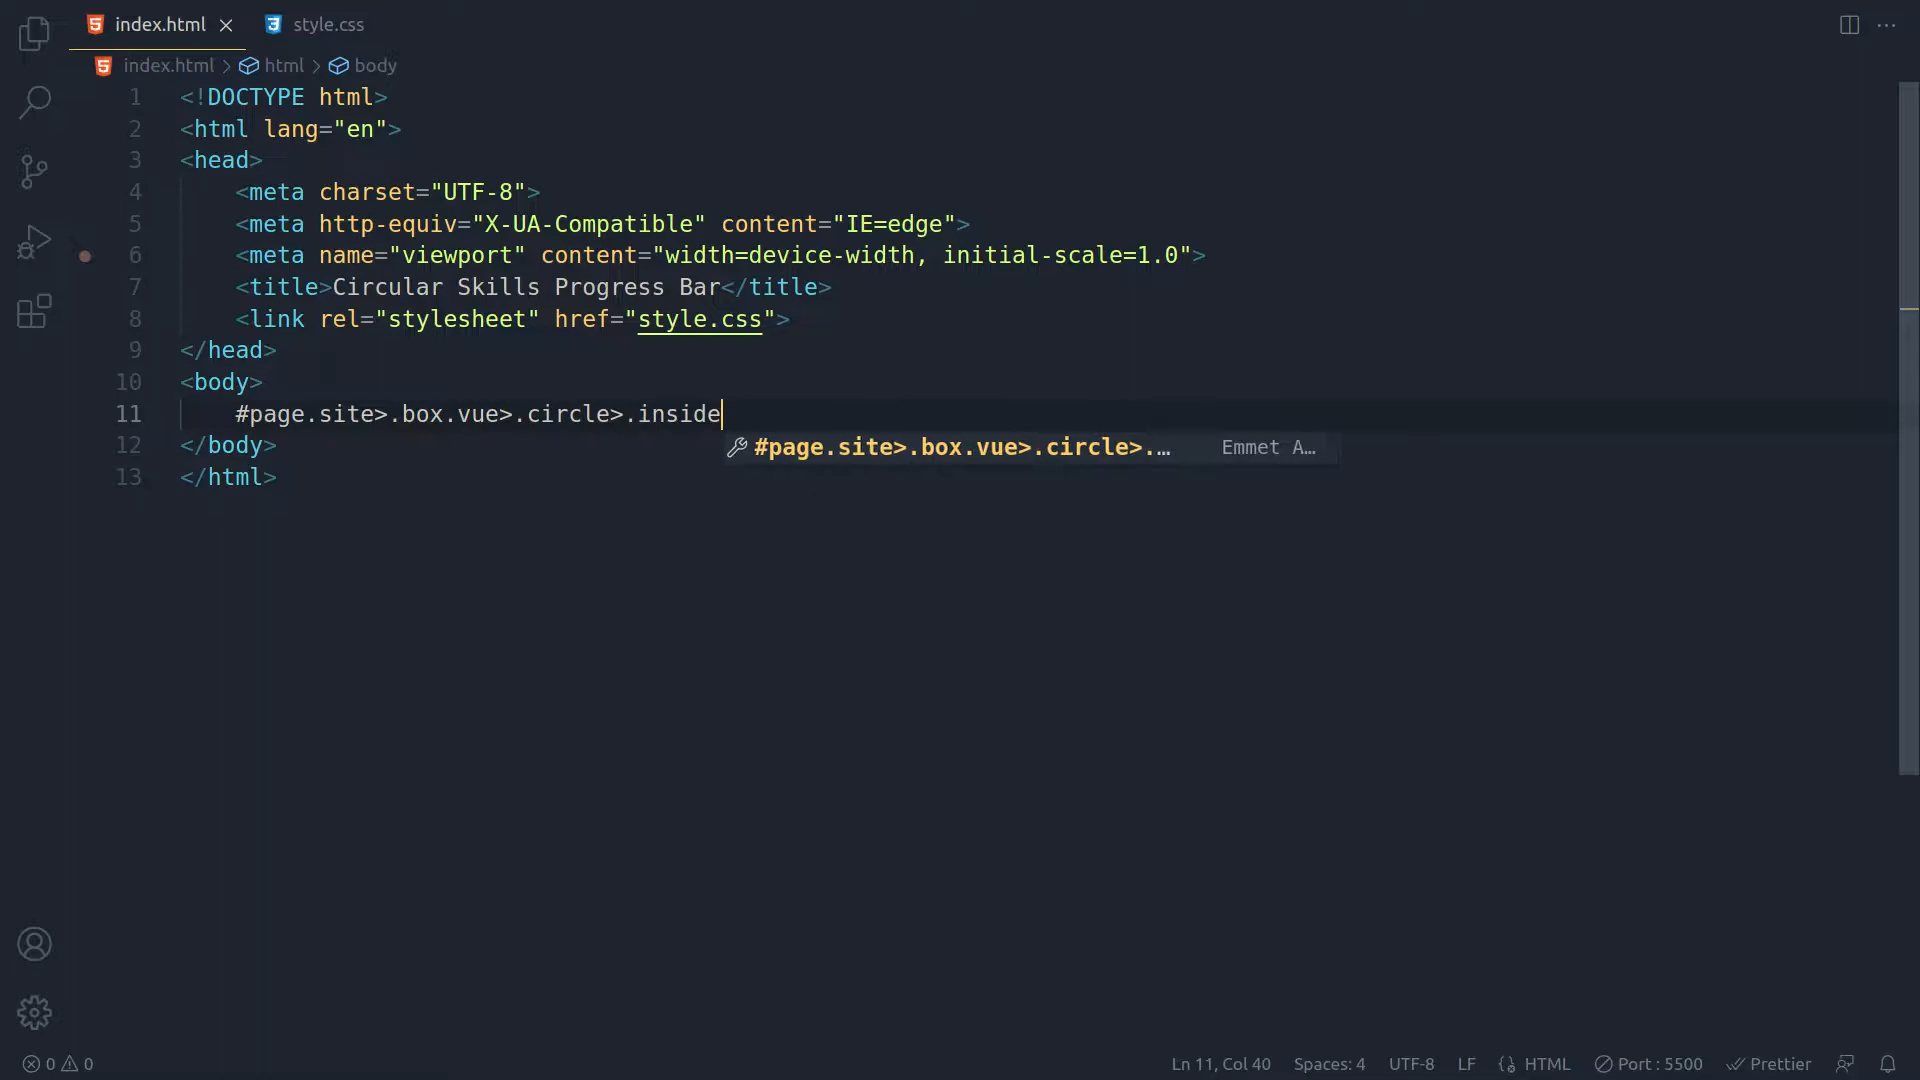 index.html
style.css
index.html > html > body
1 <!DOCTYPE html>
2 <html lang="en">
3 <head>
4 <meta charset="UTF-8">
5 <meta http-equiv="X-UA-Compatible" content="IE=edge">
6 <meta name="viewport" content="width=device-width, initial-scale=1.0">
7 <title>Circular Skills Progress Bar</title>
8 <link rel="stylesheet" href="style.css">
9 </head>
10 <body>
11 #page.site>.box.vue>.circle>.inside
#page.site>.box.vue>.circle>.… Emmet A…
12 </body>
13 </html>
0 0 Ln 11, Col 40 Spaces: 4 UTF-8 LF HTML Port : 5500 Prettier